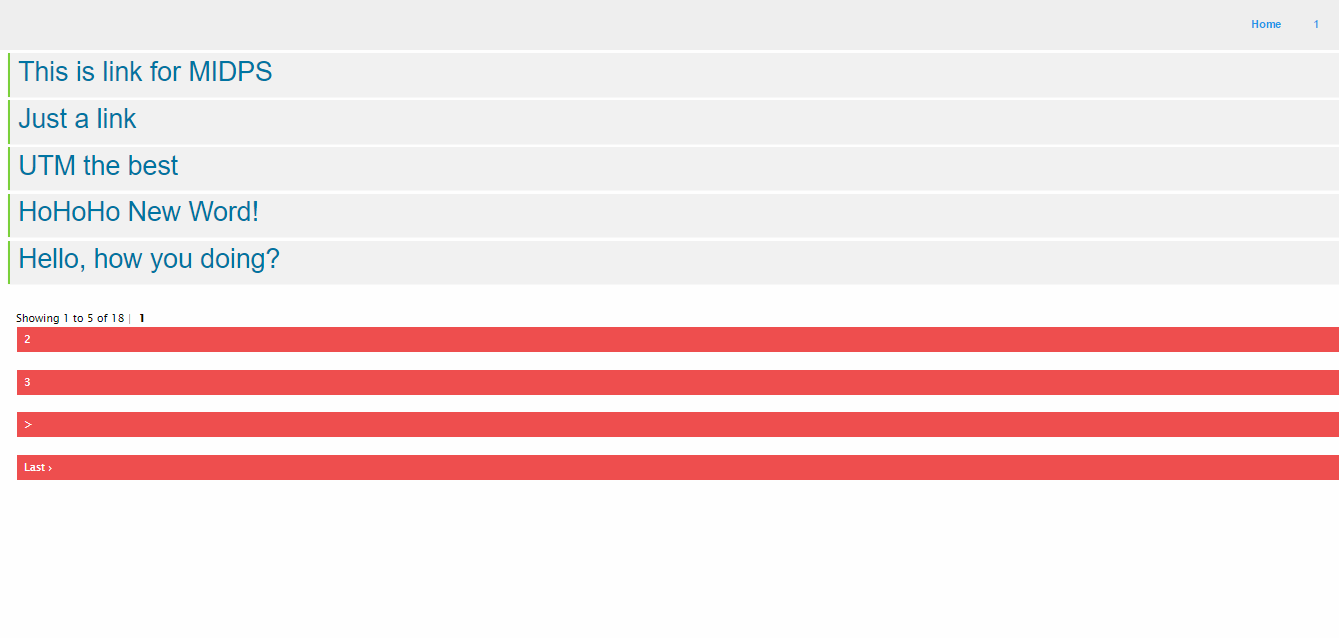 Home 1
This is link for MIDPS
Just a link
UTM the best
HoHoHo New Word!
Hello, how you doing?
Showing 1 to 5 of 18 | 1
2
3
>
Last ›